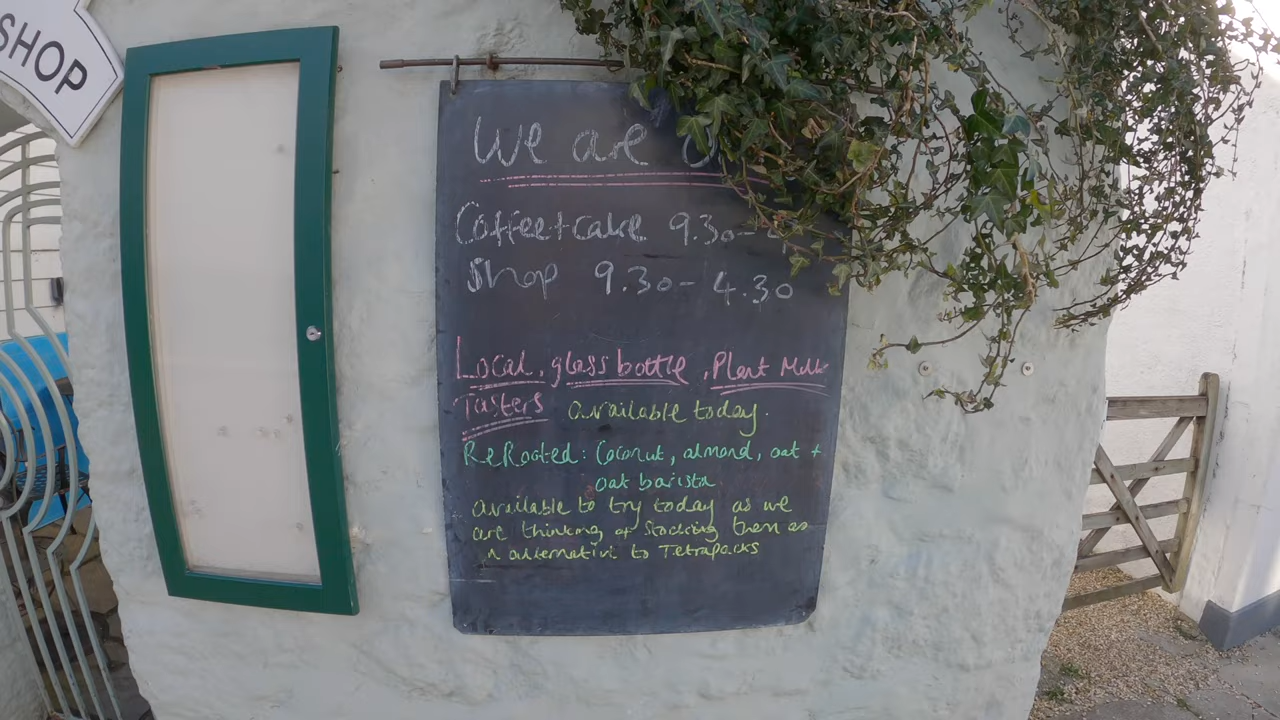 SHOP
We are
Coffee + cake 9.30 -
Shop 9.30 - 4.30
Local, glass bottle, Plant Milk
Tasters available today.
ReRooted: Coconut, almond, oat +
oat barista
available to try today as we
are thinking of stocking them as
n alternative to Tetrapacks